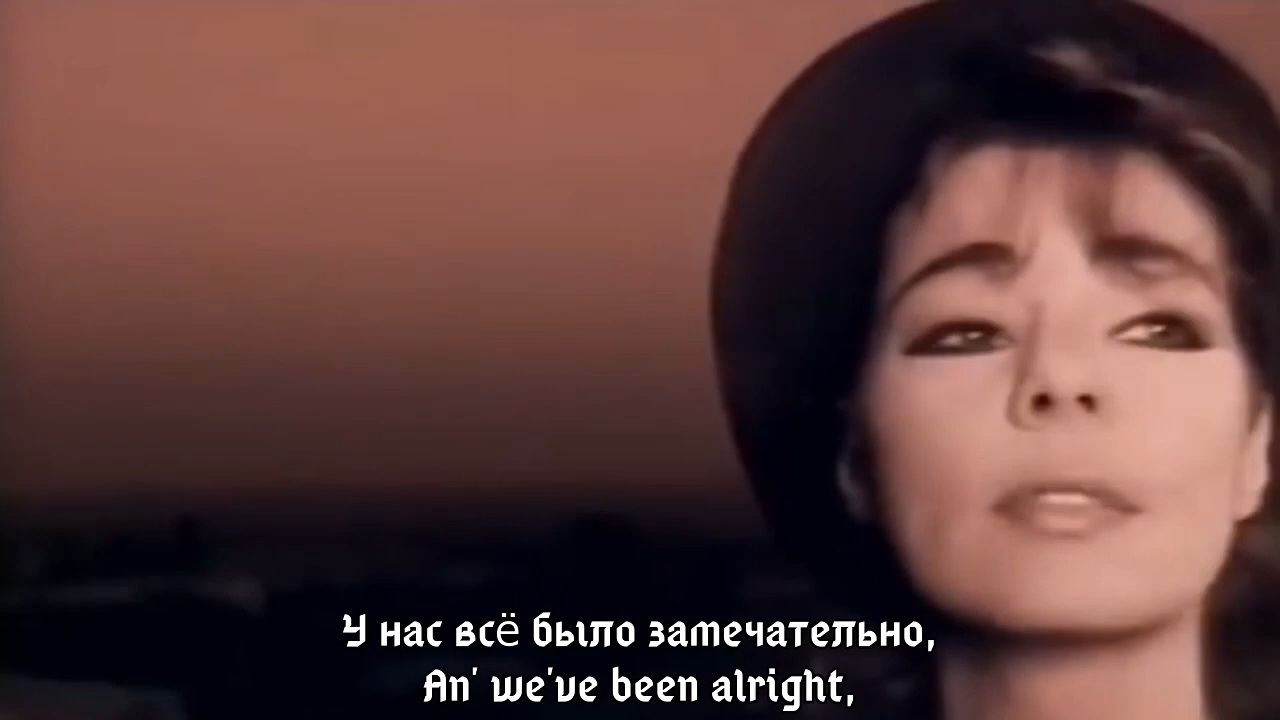 У нас всё было замечательно,
An' we've been alright,